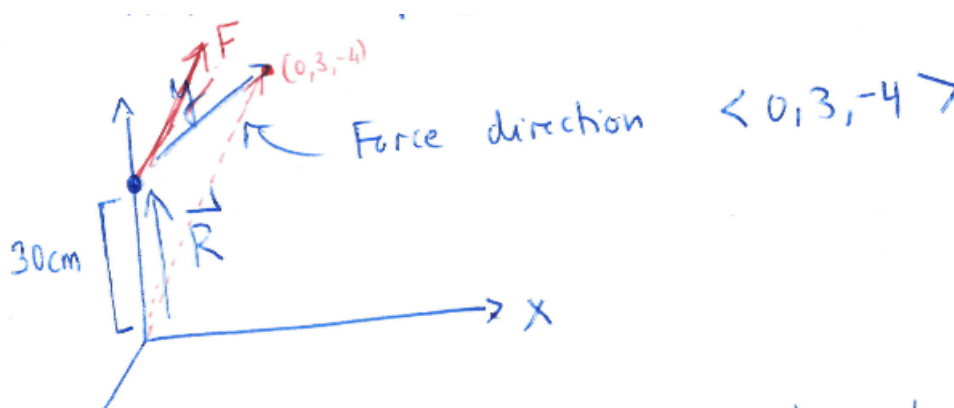 F
(0,3,-4)
Force direction <0,3,-4>
R
30cm
X